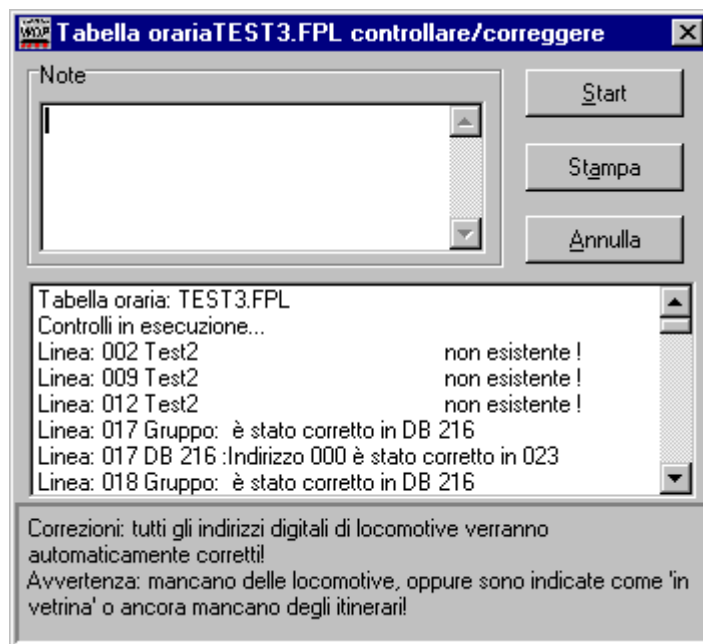 Tabella orariaTEST3.FPL controllare/correggere
Note
Start
Stampa
Annulla
Tabella oraria: TEST3.FPL
Controlli in esecuzione...
Linea: 002 Test2 non esistente !
Linea: 009 Test2 non esistente !
Linea: 012 Test2 non esistente !
Linea: 017 Gruppo: è stato corretto in DB 216
Linea: 017 DB 216 :Indirizzo 000 è stato corretto in 023
Linea: 018 Gruppo: è stato corretto in DB 216
Correzioni: tutti gli indirizzi digitali di locomotive verranno
automaticamente corretti!
Avvertenza: mancano delle locomotive, oppure sono indicate come 'in
vetrina' o ancora mancano degli itinerari!